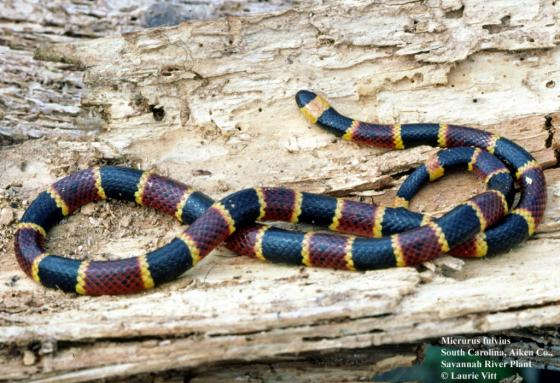 Micrurus fulvius
South Carolina, Aiken Co.,
Savannah River Plant
© Laurie Vitt